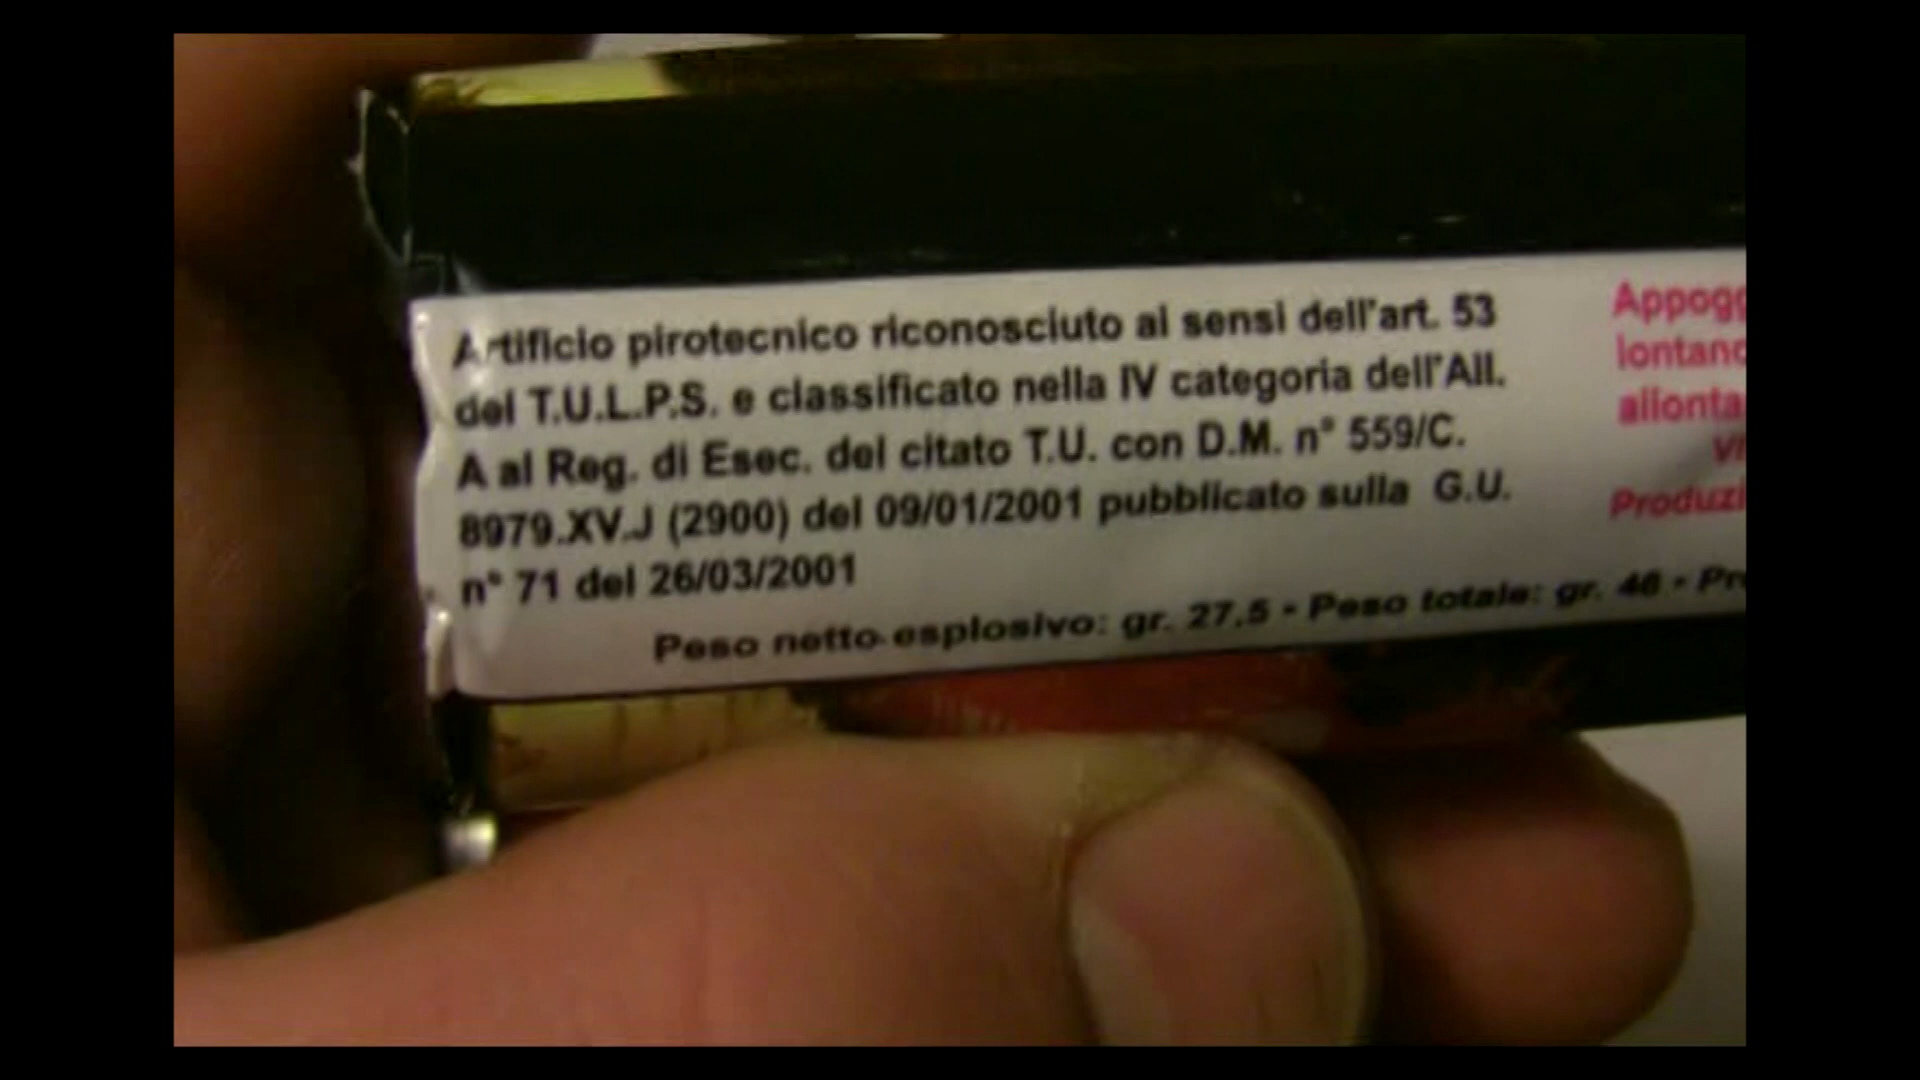 Artificio pirotecnico riconosciuto ai sensi dell'art. 53
del T.U.L.P.S. e classificato nella IV categoria dell'All.
A al Reg. di Esec. del citato T.U. con D.M. n° 559/C.
8979.XV.J (2900) del 09/01/2001 pubblicato sulla G.U.
n° 71 del 26/03/2001
Peso netto esplosivo: gr. 27,5 - Peso totale: gr. 46 - Pr
Appogg
lontano
allonta
vi
Produzi